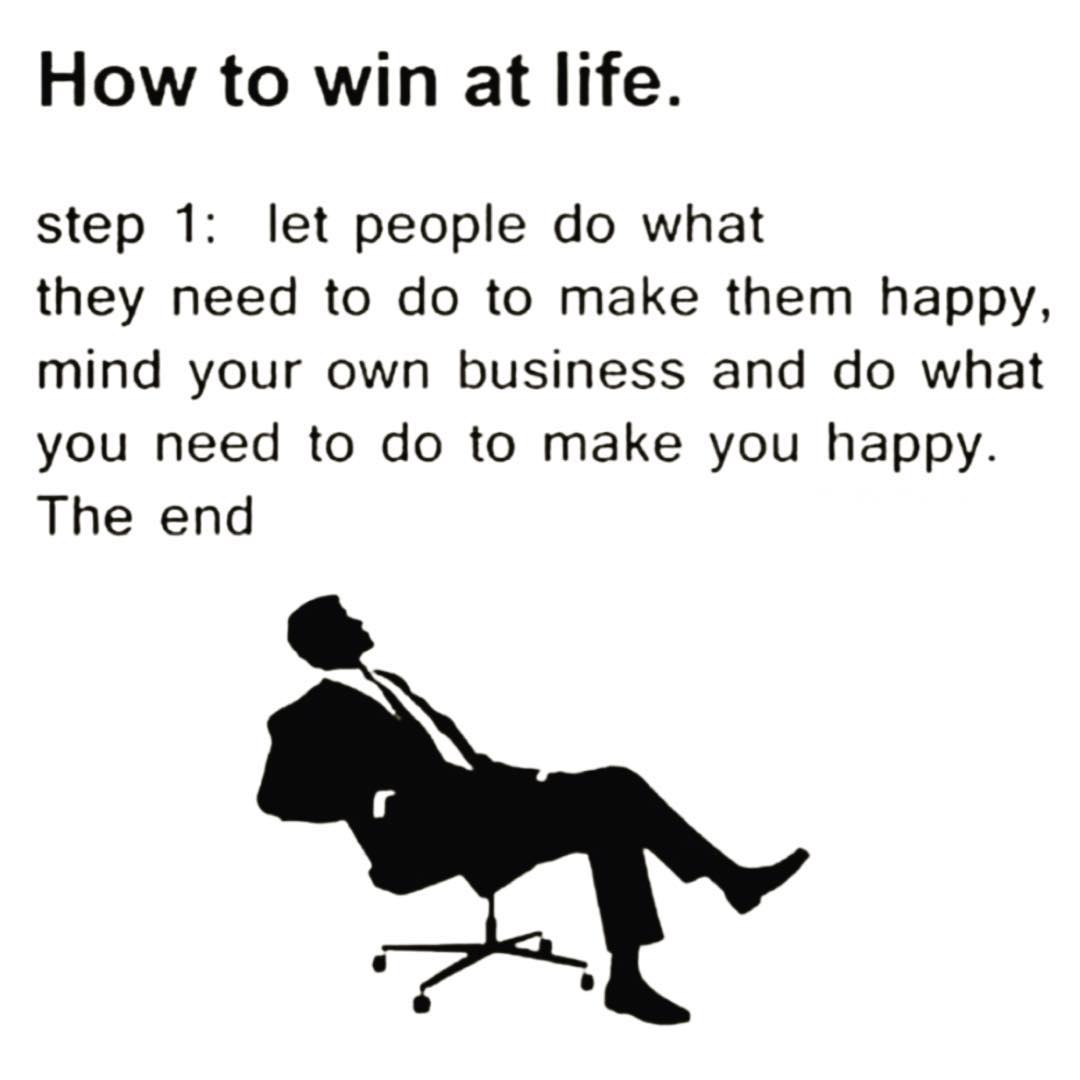 How to win at life.
step 1: let people do what
they need to do to make them happy,
mind your own business and do what
you need to do to make you happy.
The end